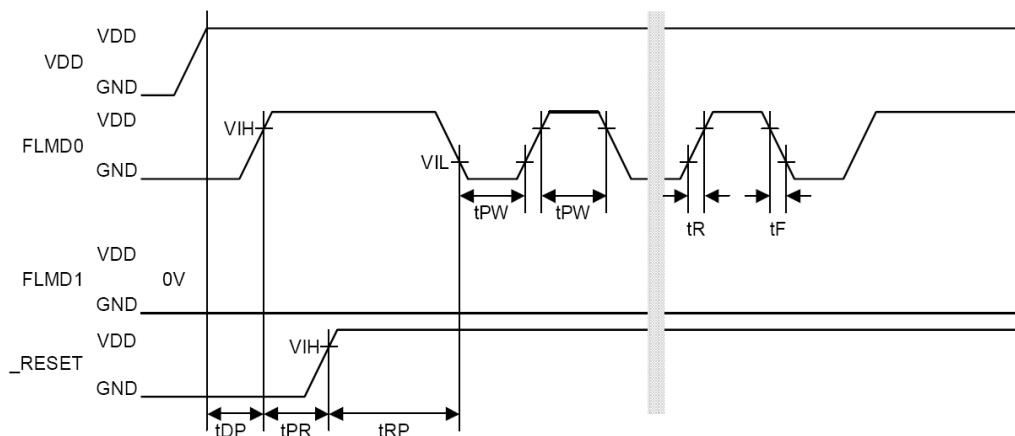 VDD
VDD
GND
VDD
FLMD0
VIH
GND
VIL
tPW
tPW
tR
tF
VDD
FLMD1
0V
GND
VDD
VIH
_RESET
GND
tDP
tPR
tRP